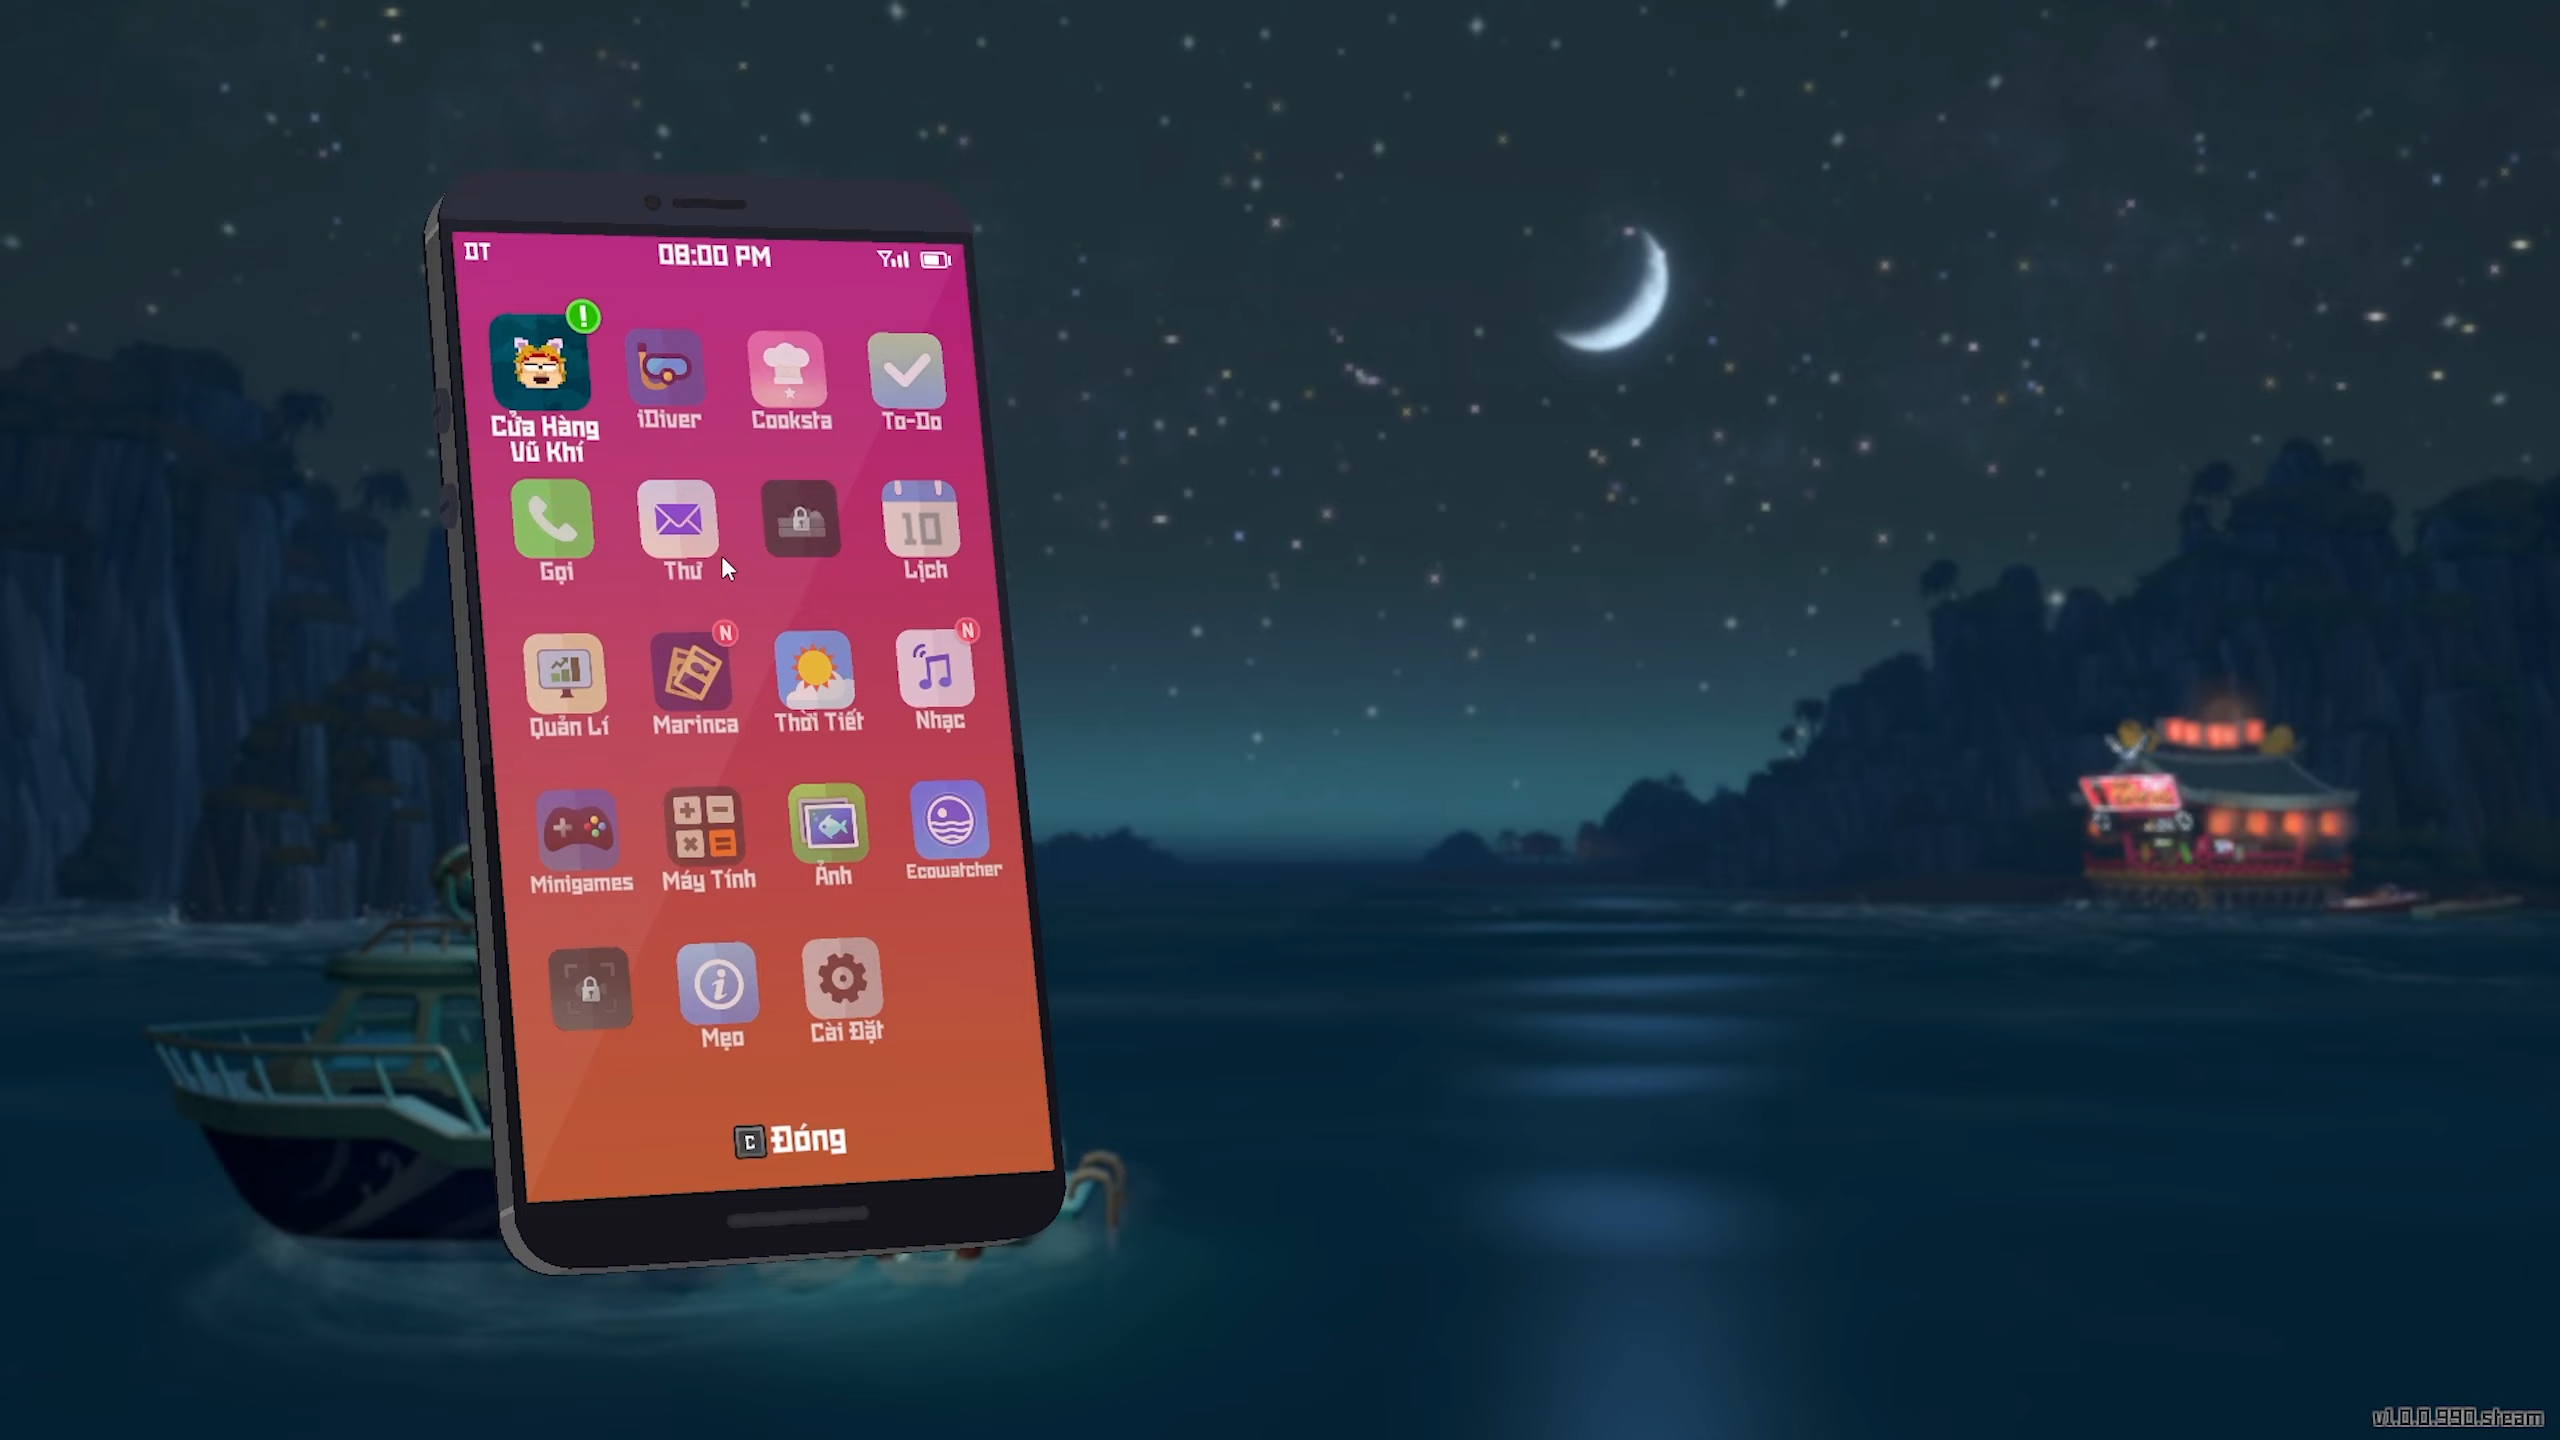 DT
08:00 PM
Cửa Hàng
Vũ Khí
iDiver
Cooksta
To-Do
Gọi
Thư
10
Lịch
N
N
Quản Lí
Marinca
Thời Tiết
Nhạc
Minigames
Máy Tính
Ảnh
Ecowatcher
Mẹo
Cài Đặt
C Đóng
v1.0.0.990.steam